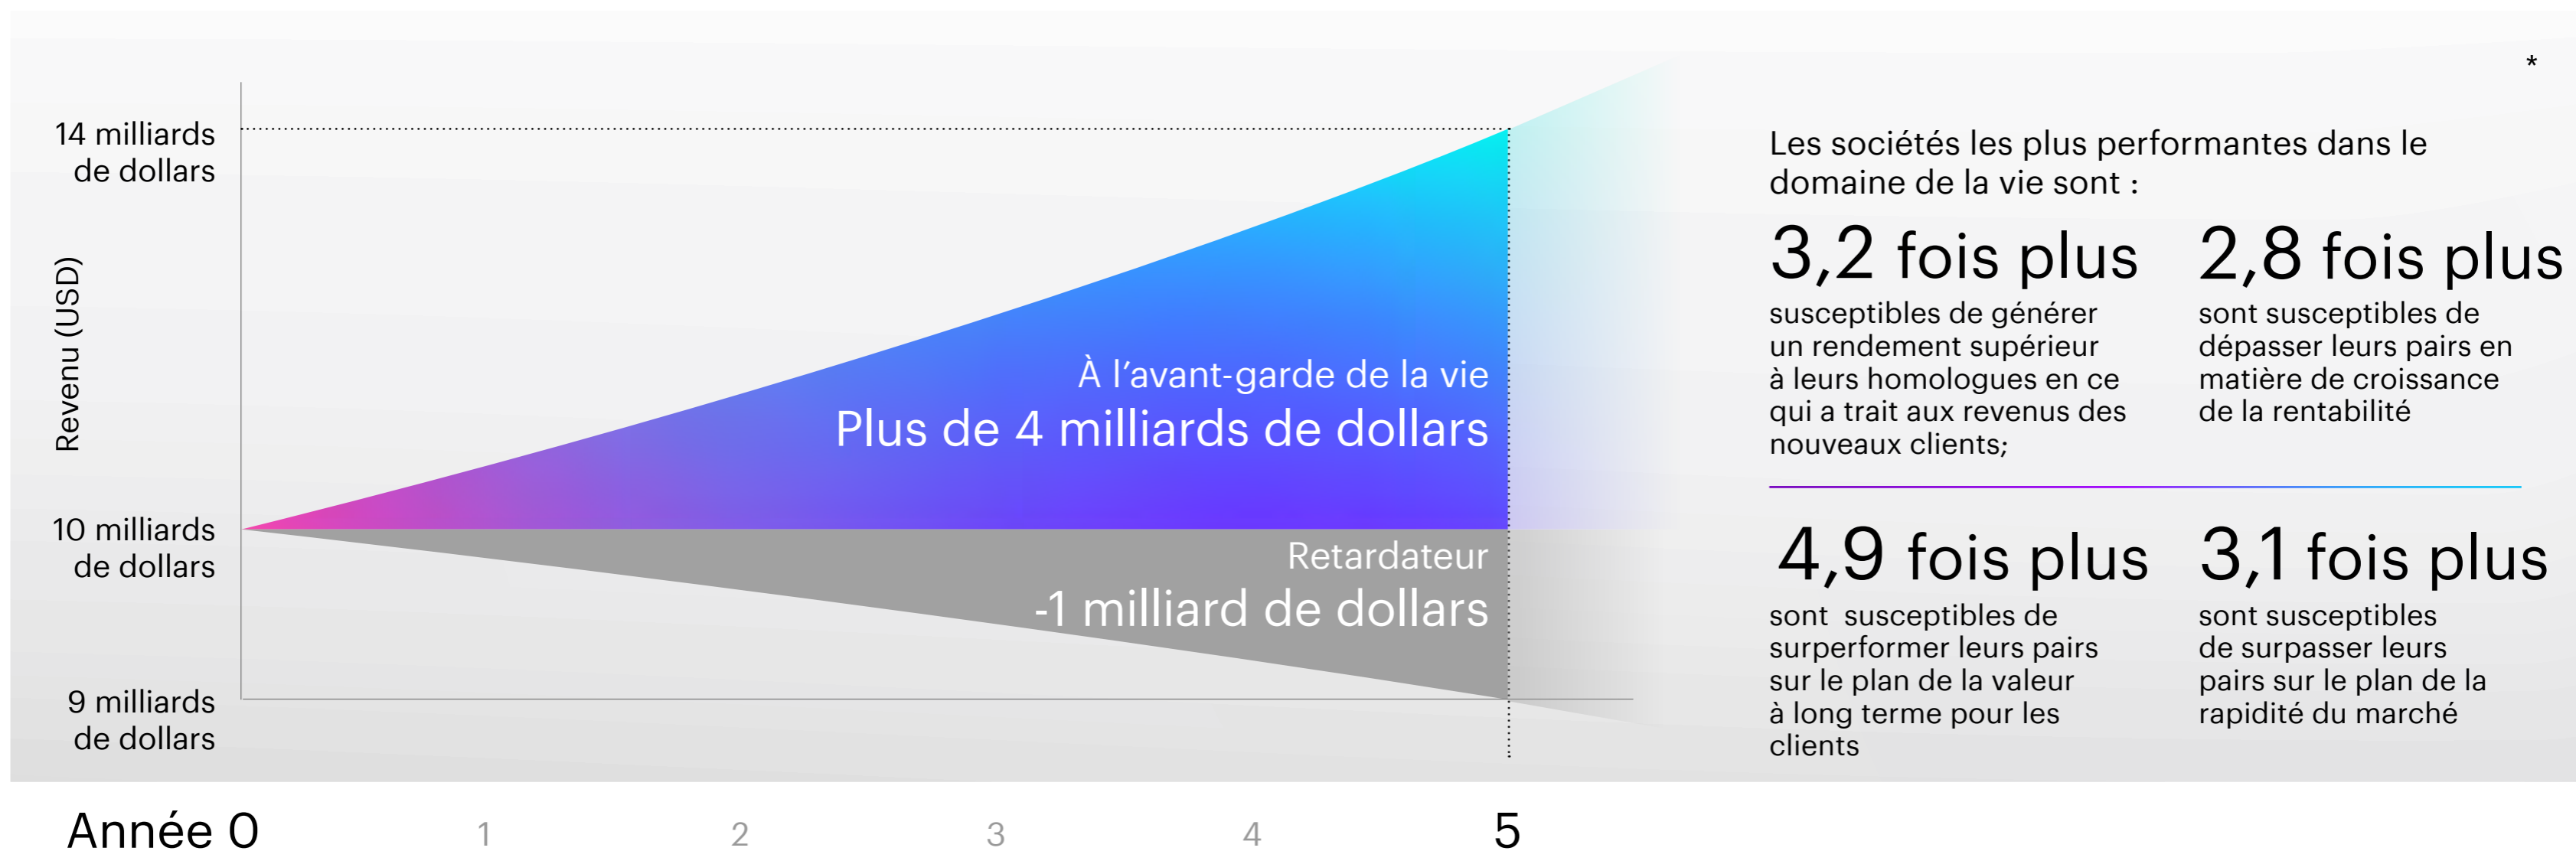 *
14 milliards
de dollars
Revenu (USD)
10 milliards
de dollars
9 milliards
de dollars
À l’avant-garde de la vie
Plus de 4 milliards de dollars
Retardateur
-1 milliard de dollars
Année 0
1
2
3
4
5
Les sociétés les plus performantes dans le
domaine de la vie sont :
3,2 fois plus
susceptibles de générer
un rendement supérieur
à leurs homologues en ce
qui a trait aux revenus des
nouveaux clients;
2,8 fois plus
sont susceptibles de
dépasser leurs pairs en
matière de croissance
de la rentabilité
4,9 fois plus
sont  susceptibles de
surperformer leurs pairs
sur le plan de la valeur
à long terme pour les
clients
3,1 fois plus
sont susceptibles
de surpasser leurs
pairs sur le plan de la
rapidité du marché